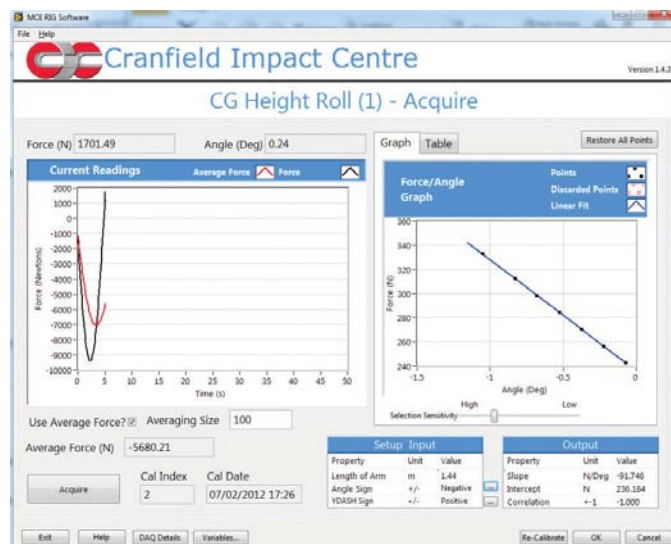 MOI RIG Software
File Help
Cranfield Impact Centre
Version 1.4.3
CG Height Roll (1) - Acquire
Force (N) 1701.49 Angle (Deg) 0.24
Graph Table Restore All Points
Current Readings Average Force Force
2000
1000
0
-1000
-2000
-3000
-4000
-5000
-6000
-7000
-8000
-9000
-10000
Force (Newtons)
0 5 10 15 20 25 30 35 40 45 50
Time (s)
Force/Angle Graph
Points
Discarded Points
Linear Fit
360
340
320
300
280
260
240
Force (N)
-1.5 -1 -0.5 0
Angle (Deg)
High Low
Selection Sensitivity
Use Average Force? Averaging Size 100
Average Force (N) -5680.21
Acquire
Cal Index Cal Date
2 07/02/2012 17:26
Setup Input
Property Unit Value
Length of Arm m 1.44
Angle Sign +/- Negative ...
YDASH Sign +/- Positive ...
Output
Property Unit Value
Slope N/Deg -91.746
Intercept N 236.184
Correlation +-1 -1.000
Exit Help DAQ Details Variables... Re-Calibrate OK Cancel